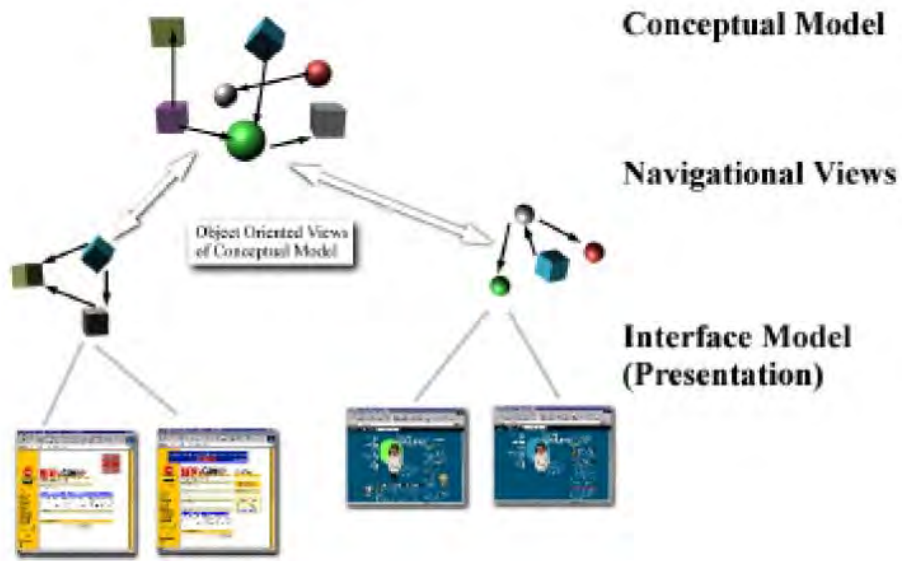 Conceptual Model
Navigational Views
Object Oriented Views
of Conceptual Model
Interface Model
(Presentation)